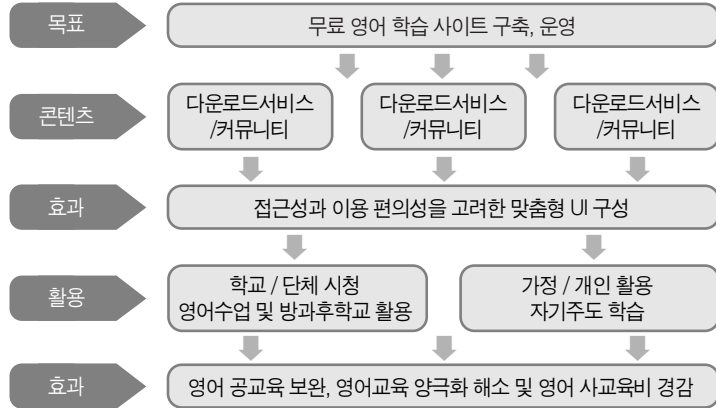 목표
무료 영어 학습 사이트 구축, 운영
콘텐츠
다운로드서비스
/커뮤니티
다운로드서비스
/커뮤니티
다운로드서비스
/커뮤니티
효과
접근성과 이용 편의성을 고려한 맞춤형 UI 구성
활용
학교 / 단체 시청
영어수업 및 방과후학교 활용
가정 / 개인 활용
자기주도 학습
효과
영어 공교육 보완, 영어교육 양극화 해소 및 영어 사교육비 경감